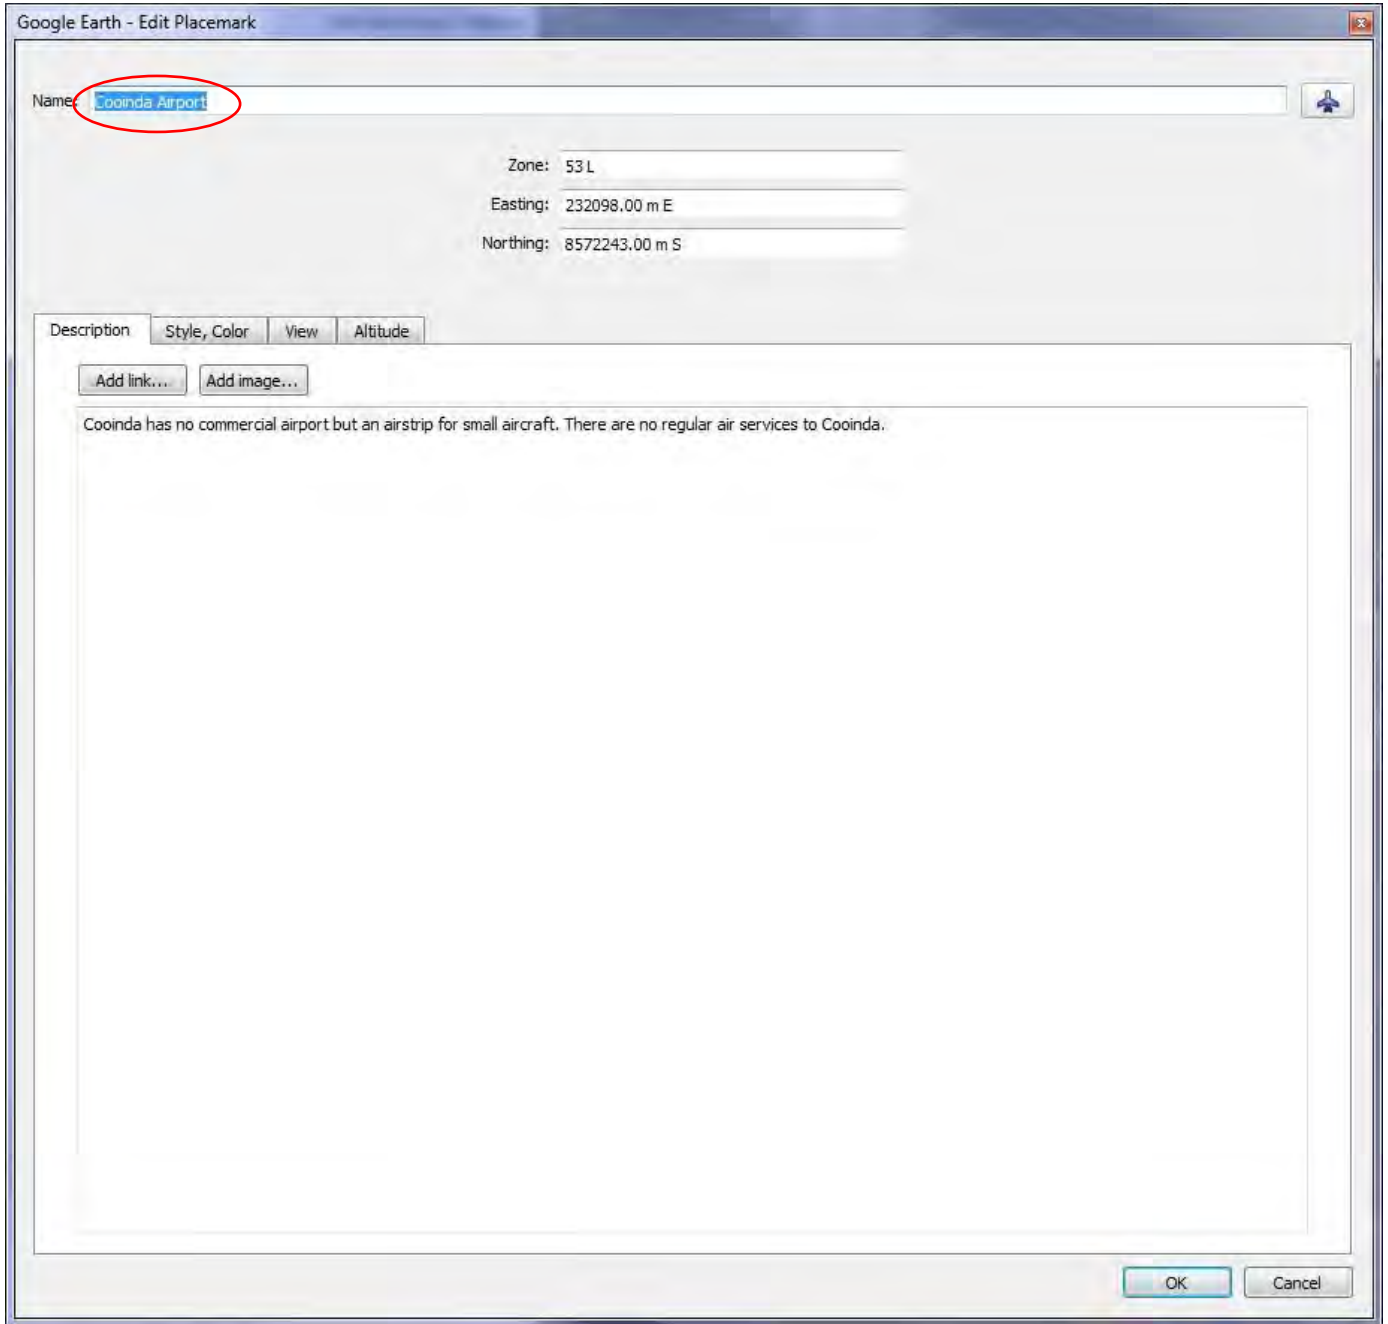 Google Earth - Edit Placemark
Name: Cooinda Airport
Zone: 53 L
Easting: 232098.00 m E
Northing: 8572243.00 m S
Description Style, Color View Altitude
Add link... Add image...
Cooinda has no commercial airport but an airstrip for small aircraft. There are no regular air services to Cooinda.
OK Cancel